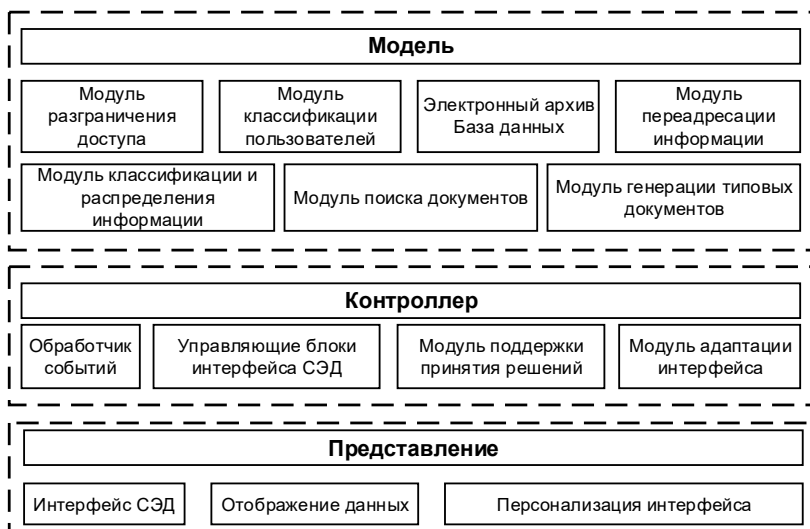 Модель
Модуль
разграничения
доступа
Модуль
классификации
пользователей
Электронный архив
База данных
Модуль
переадресации
информации
Модуль классификации и
распределения
информации
Модуль поиска документов
Модуль генерации типовых
документов
Контроллер
Обработчик
событий
Управляющие блоки
интерфейса СЭД
Модуль поддержки
принятия решений
Модуль адаптации
интерфейса
Представление
Интерфейс СЭД
Отображение данных
Персонализация интерфейса